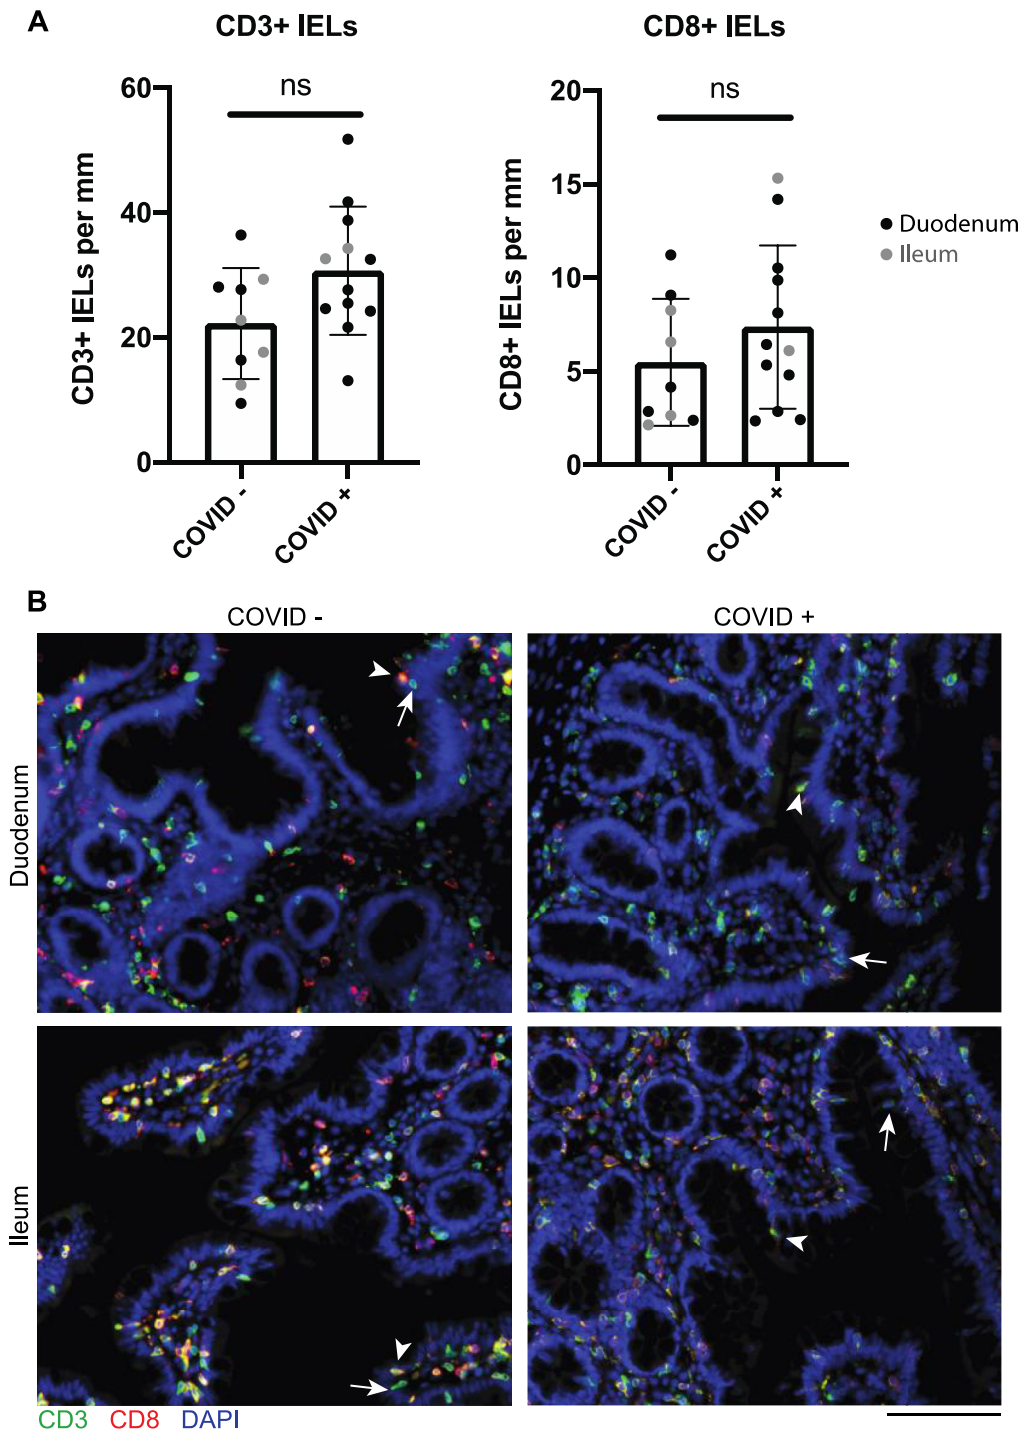 A
CD3+ IELs
CD8+ IELs
ns
ns
60
40
20
0
CD3+ IELs per mm
COVID -
COVID +
20
15
10
5
0
CD8+ IELs per mm
COVID -
COVID +
Duodenum
Ileum
B
COVID -
COVID +
Duodenum
Ileum
CD3 CD8 DAPI